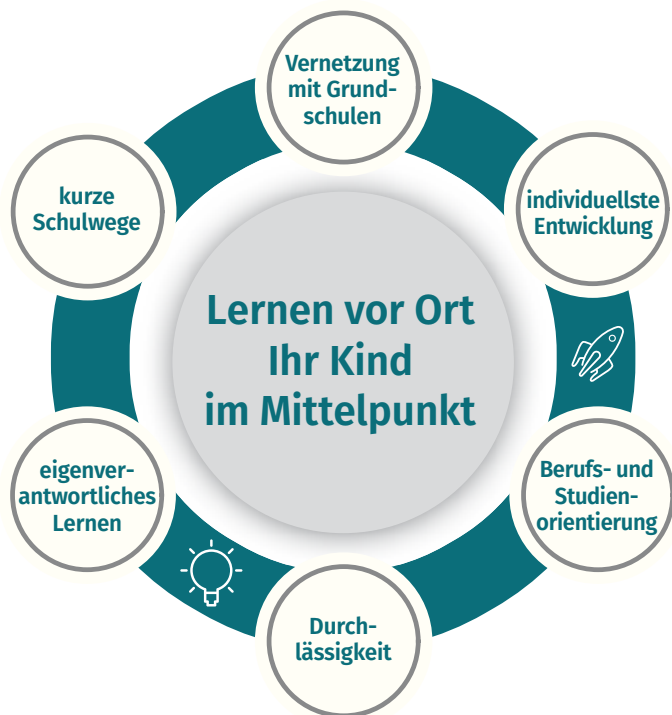 Vernetzung
mit Grund-
schulen
kurze
Schulwege
individuellste
Entwicklung
Lernen vor Ort
Ihr Kind
im Mittelpunkt
eigenver-
antwortliches
Lernen
Berufs- und
Studien-
orientierung
Durch-
lässigkeit